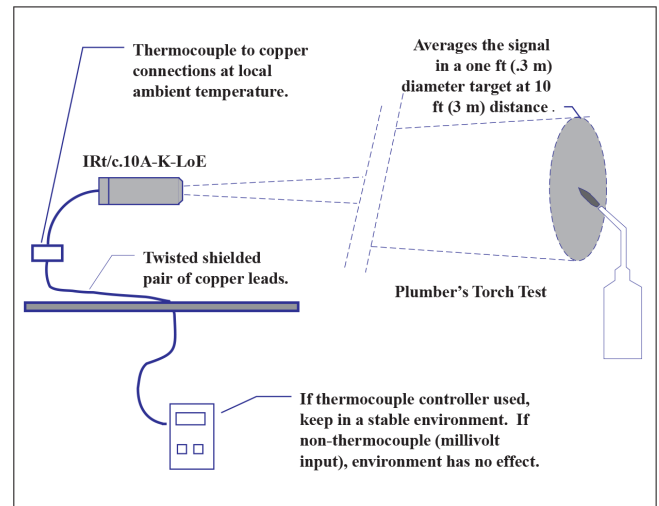 Thermocouple to copper
connections at local
ambient temperature.
Averages the signal
in a one ft (.3 m)
diameter target at 10
ft (3 m) distance .
IRt/c.10A-K-LoE
Twisted shielded
pair of copper leads.
Plumber's Torch Test
If thermocouple controller used,
keep in a stable environment.  If
non-thermocouple (millivolt
input), environment has no effect.